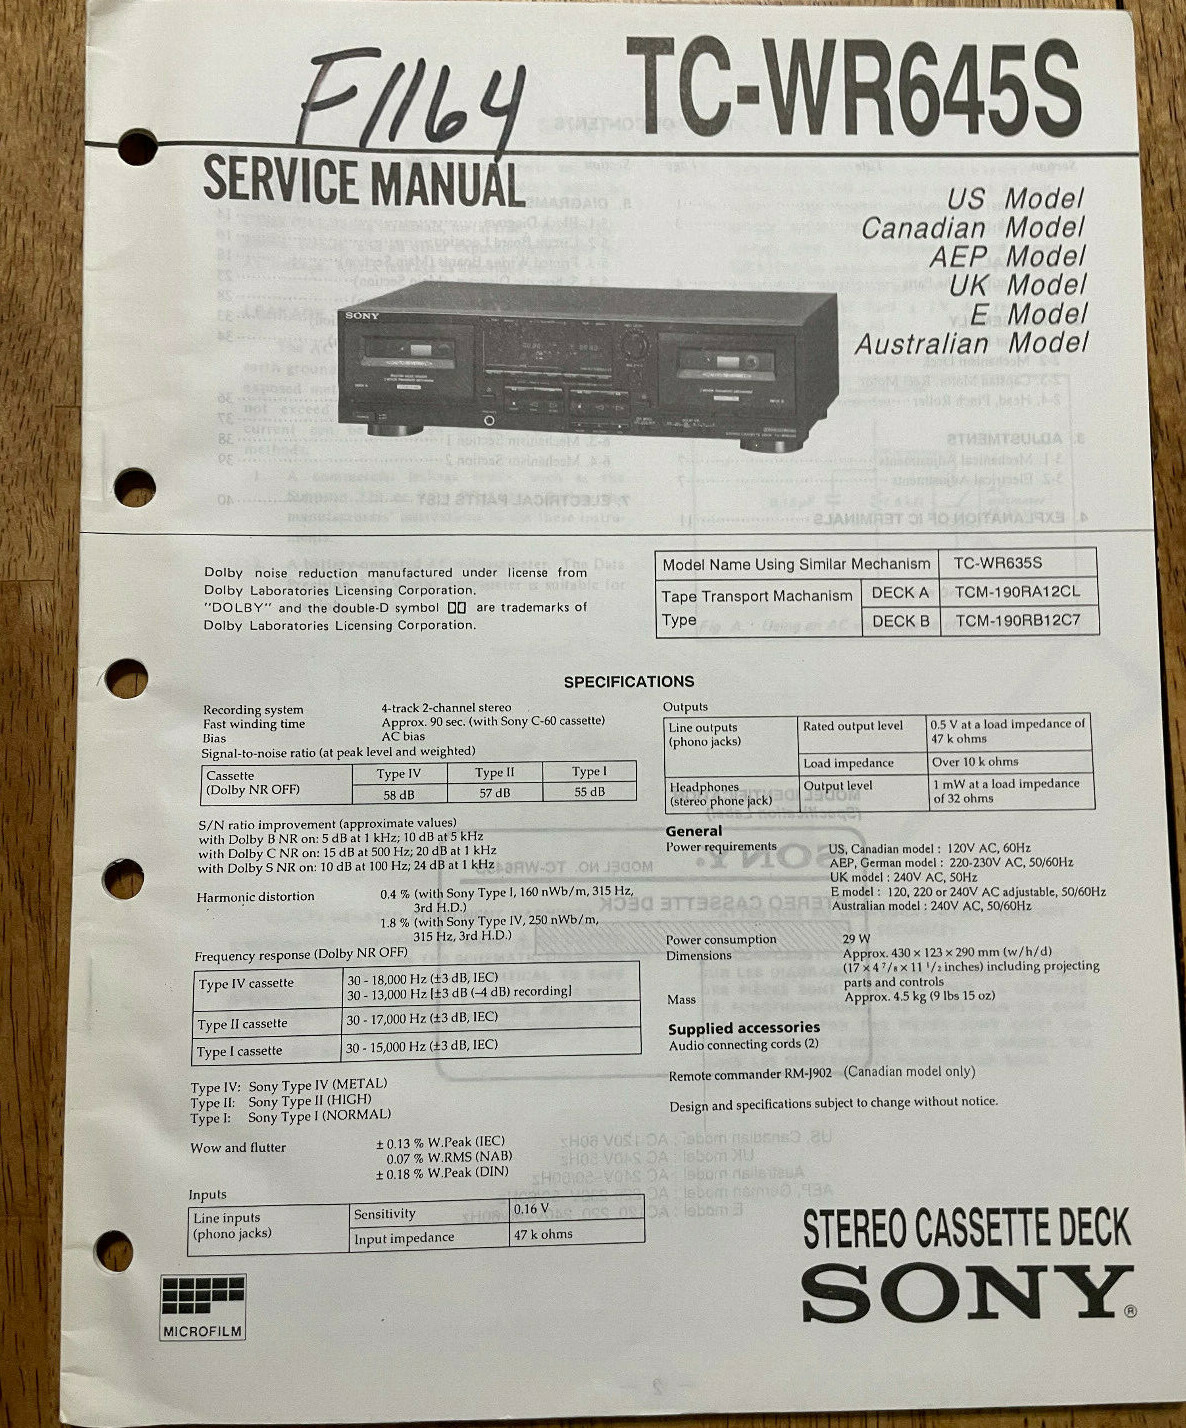 F1164
TC-WR645S
SERVICE MANUAL
US Model
Canadian Model
AEP Model
UK Model
E Model
Australian Model
SONY
Dolby noise reduction manufactured under license from
Dolby Laboratories Licensing Corporation.
"DOLBY" and the double-D symbol are trademarks of
Dolby Laboratories Licensing Corporation.
Model Name Using Similar Mechanism TC-WR635S
Tape Transport Machanism Type DECK A TCM-190RA12CL
DECK B TCM-190RB12C7
SPECIFICATIONS
Recording system 4-track 2-channel stereo
Fast winding time Approx. 90 sec. (with Sony C-60 cassette)
Bias AC bias
Signal-to-noise ratio (at peak level and weighted)
Cassette Type IV Type II Type I
(Dolby NR OFF) 58 dB 57 dB 55 dB
S/N ratio improvement (approximate values)
with Dolby B NR on: 5 dB at 1 kHz; 10 dB at 5 kHz
with Dolby C NR on: 15 dB at 500 Hz; 20 dB at 1 kHz
with Dolby S NR on: 10 dB at 100 Hz; 24 dB at 1 kHz
Harmonic distortion 0.4 % (with Sony Type I, 160 nWb/m, 315 Hz,
3rd H.D.)
1.8 % (with Sony Type IV, 250 nWb/m,
315 Hz, 3rd H.D.)
Frequency response (Dolby NR OFF)
Type IV cassette 30 - 18,000 Hz (±3 dB, IEC)
30 - 13,000 Hz [±3 dB (–4 dB) recording]
Type II cassette 30 - 17,000 Hz (±3 dB, IEC)
Type I cassette 30 - 15,000 Hz (±3 dB, IEC)
Type IV: Sony Type IV (METAL)
Type II: Sony Type II (HIGH)
Type I: Sony Type I (NORMAL)
Wow and flutter ± 0.13 % W.Peak (IEC)
0.07 % W.RMS (NAB)
± 0.18 % W.Peak (DIN)
Inputs
Line inputs Sensitivity 0.16 V
(phono jacks) Input impedance 47 k ohms
Outputs
Line outputs Rated output level 0.5 V at a load impedance of
(phono jacks) 47 k ohms
Load impedance Over 10 k ohms
Headphones Output level 1 mW at a load impedance
(stereo phone jack) of 32 ohms
General
Power requirements US, Canadian model : 120V AC, 60Hz
AEP, German model : 220-230V AC, 50/60Hz
UK model : 240V AC, 50Hz
E model : 120, 220 or 240V AC adjustable, 50/60Hz
Australian model : 240V AC, 50/60Hz
Power consumption 29 W
Dimensions Approx. 430 × 123 × 290 mm (w/h/d)
(17 × 4 7/8 × 11 1/2 inches) including projecting
parts and controls
Mass Approx. 4.5 kg (9 lbs 15 oz)
Supplied accessories
Audio connecting cords (2)
Remote commander RM-J902 (Canadian model only)
Design and specifications subject to change without notice.
STEREO CASSETTE DECK
SONY®
MICROFILM